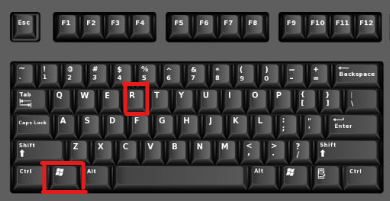 Esc F1 F2 F3 F4 F5 F6 F7 F8 F9 F10 F11 F12
~ ! 1 @ 2 # 3 $ 4 % 5 ^ 6 & 7 * 8 ( 9 ) 0 _ - + = Backspace
Tab Q W E R T Y U I O P { [ } ] | \
Caps Lock A S D F G H J K L : ; " ' Enter
Shift Z X C V B N M < , > . ? / Shift
Ctrl Alt Alt Ctrl